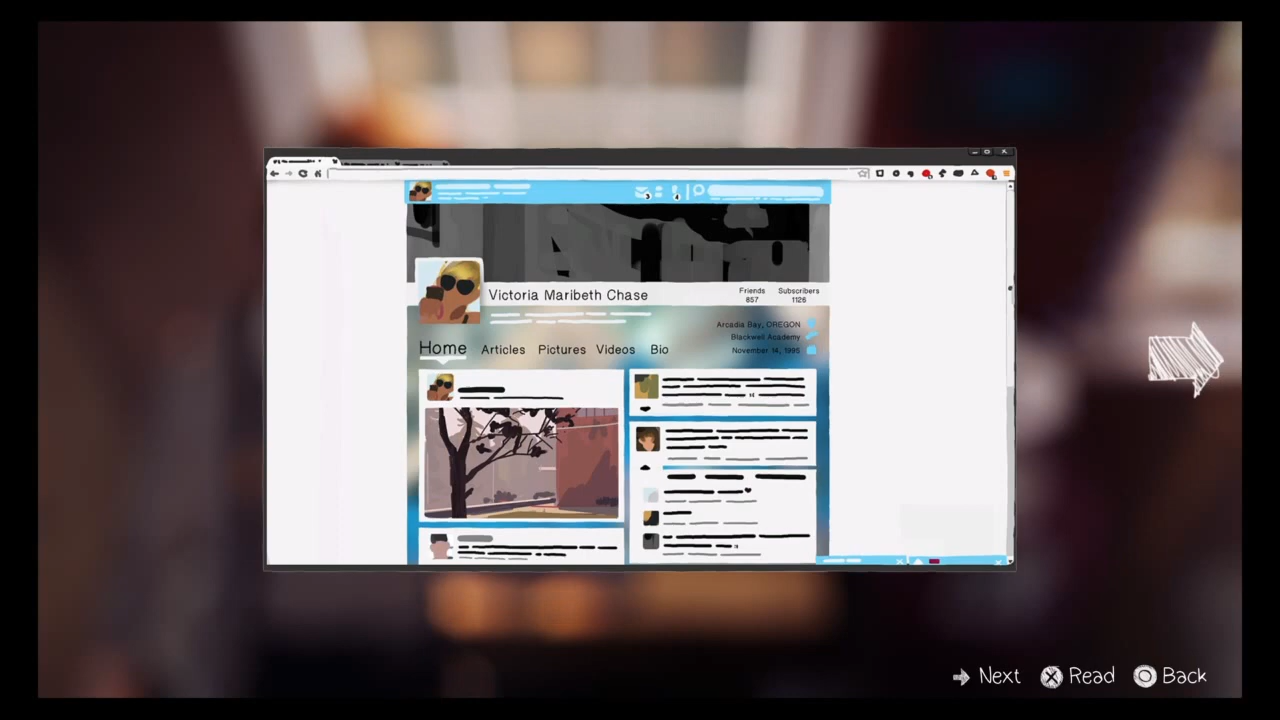 Victoria Maribeth Chase
Friends Subscribers
857 1126
Arcadia Bay, OREGON
Blackwell Academy
November 14, 1995
Home Articles Pictures Videos Bio
Next Read Back